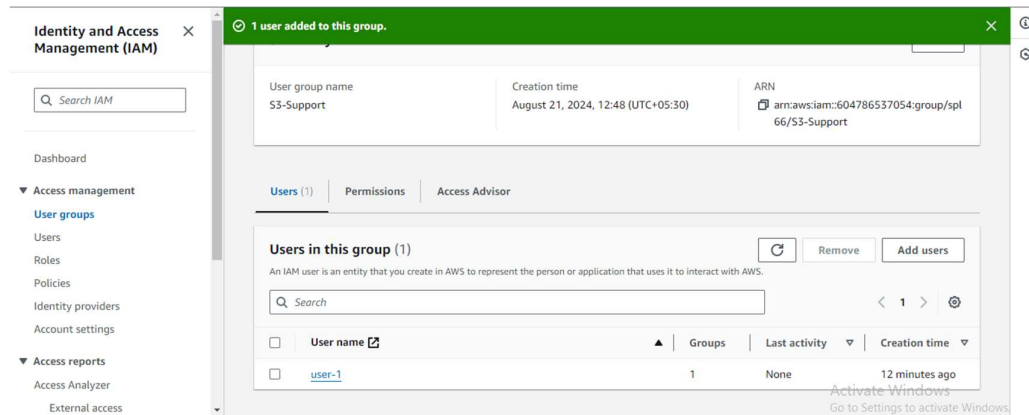 Identity and Access
Management (IAM)
Search IAM
Dashboard
Access management
User groups
Users
Roles
Policies
Identity providers
Account settings
Access reports
Access Analyzer
External access
1 user added to this group.
User group name
S3-Support
Creation time
August 21, 2024, 12:48 (UTC+05:30)
ARN
arn:aws:iam::604786537054:group/spl
66/S3-Support
Users (1)
Permissions
Access Advisor
Users in this group (1)
Remove
Add users
An IAM user is an entity that you create in AWS to represent the person or application that uses it to interact with AWS.
Search
1
User name
Groups
Last activity
Creation time
user-1
1
None
12 minutes ago
Activate Windows
Go to Settings to activate Windows.